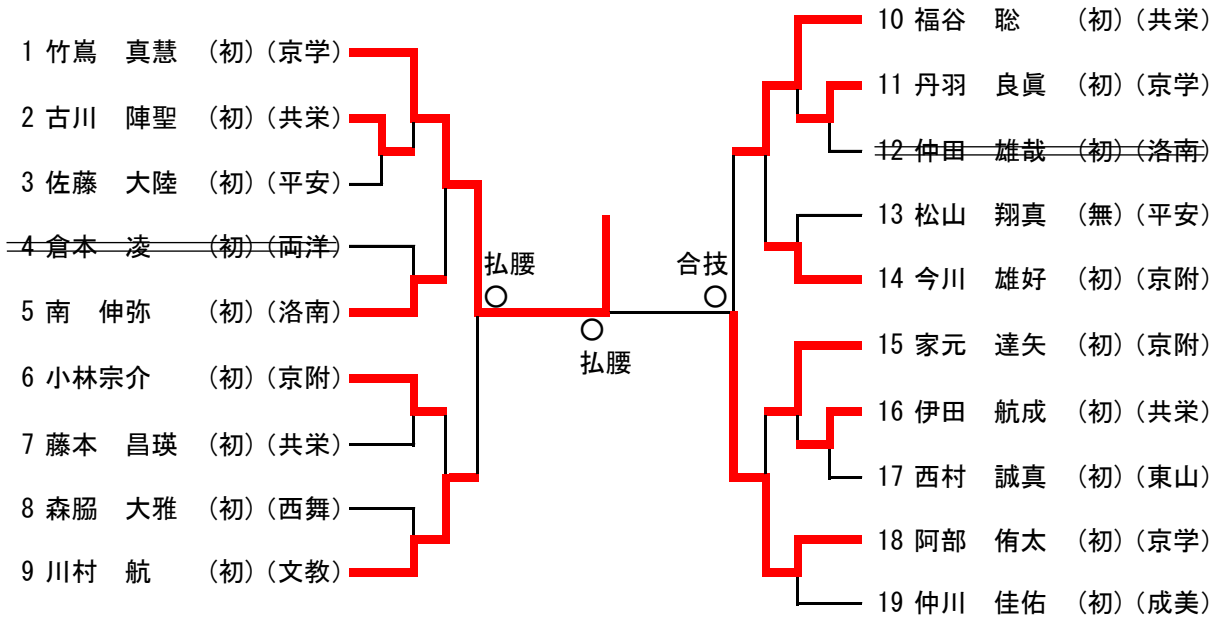 1 竹嶌 真慧 (初)(京学)
2 古川 陣聖 (初)(共栄)
3 佐藤 大陸 (初)(平安)
4 倉本 凌 (初)(両洋)
5 南 伸弥 (初)(洛南)
6 小林宗介 (初)(京附)
7 藤本 昌瑛 (初)(共栄)
8 森脇 大雅 (初)(西舞)
9 川村 航 (初)(文教)
払腰
○
○
払腰
合技
○
10 福谷 聡 (初)(共栄)
11 丹羽 良眞 (初)(京学)
12 仲田 雄哉 (初)(洛南)
13 松山 翔真 (無)(平安)
14 今川 雄好 (初)(京附)
15 家元 達矢 (初)(京附)
16 伊田 航成 (初)(共栄)
17 西村 誠真 (初)(東山)
18 阿部 侑太 (初)(京学)
19 仲川 佳佑 (初)(成美)